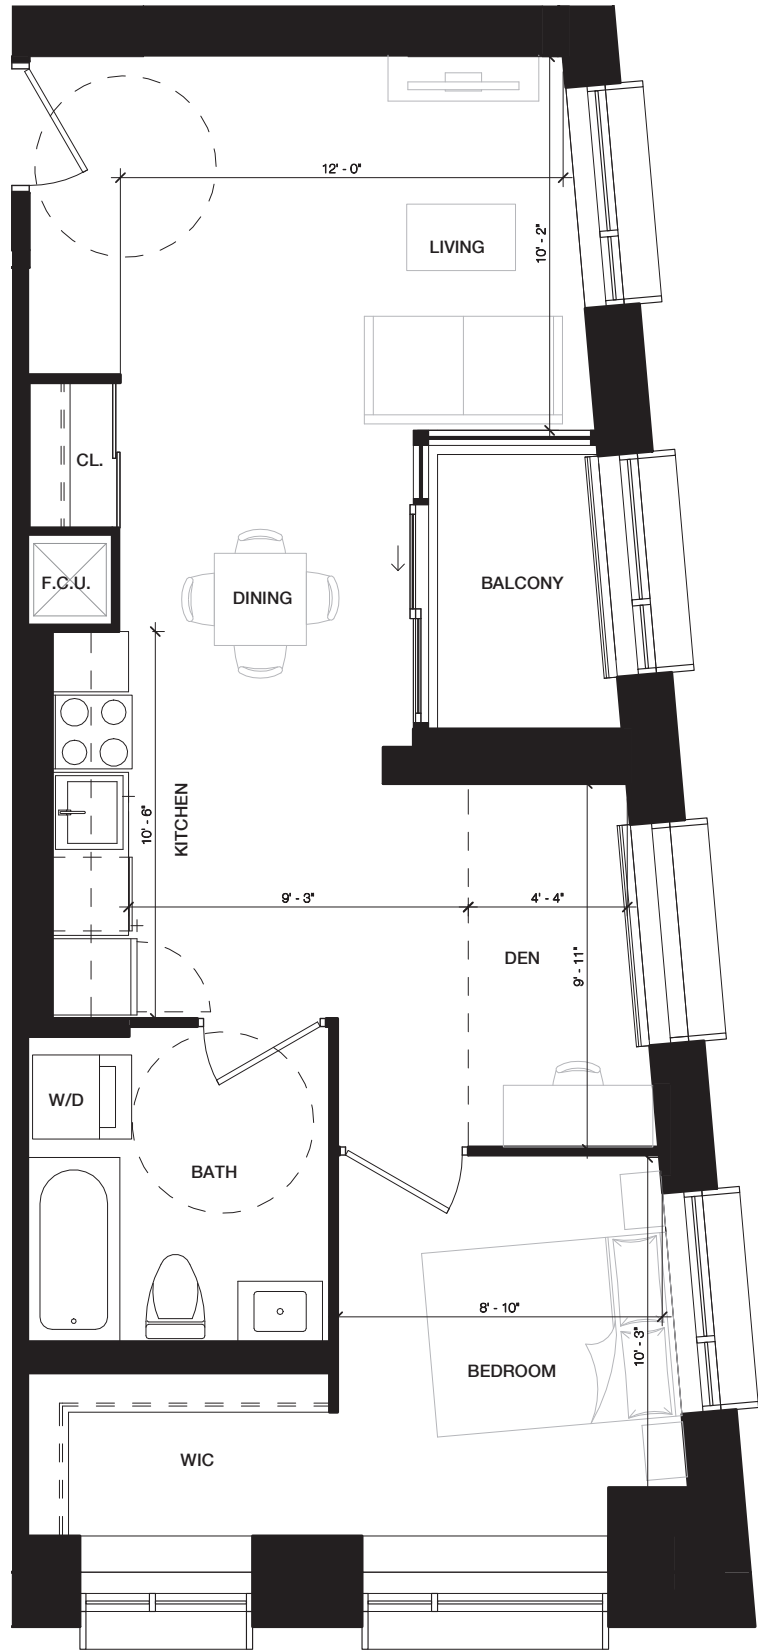 12' - 0"
LIVING
10' - 2"
CL.
F.C.U.
DINING
BALCONY
10' - 6"
KITCHEN
9' - 3"
4' - 4"
DEN
9' - 11"
W/D
BATH
8' - 10"
10' - 3"
BEDROOM
WIC